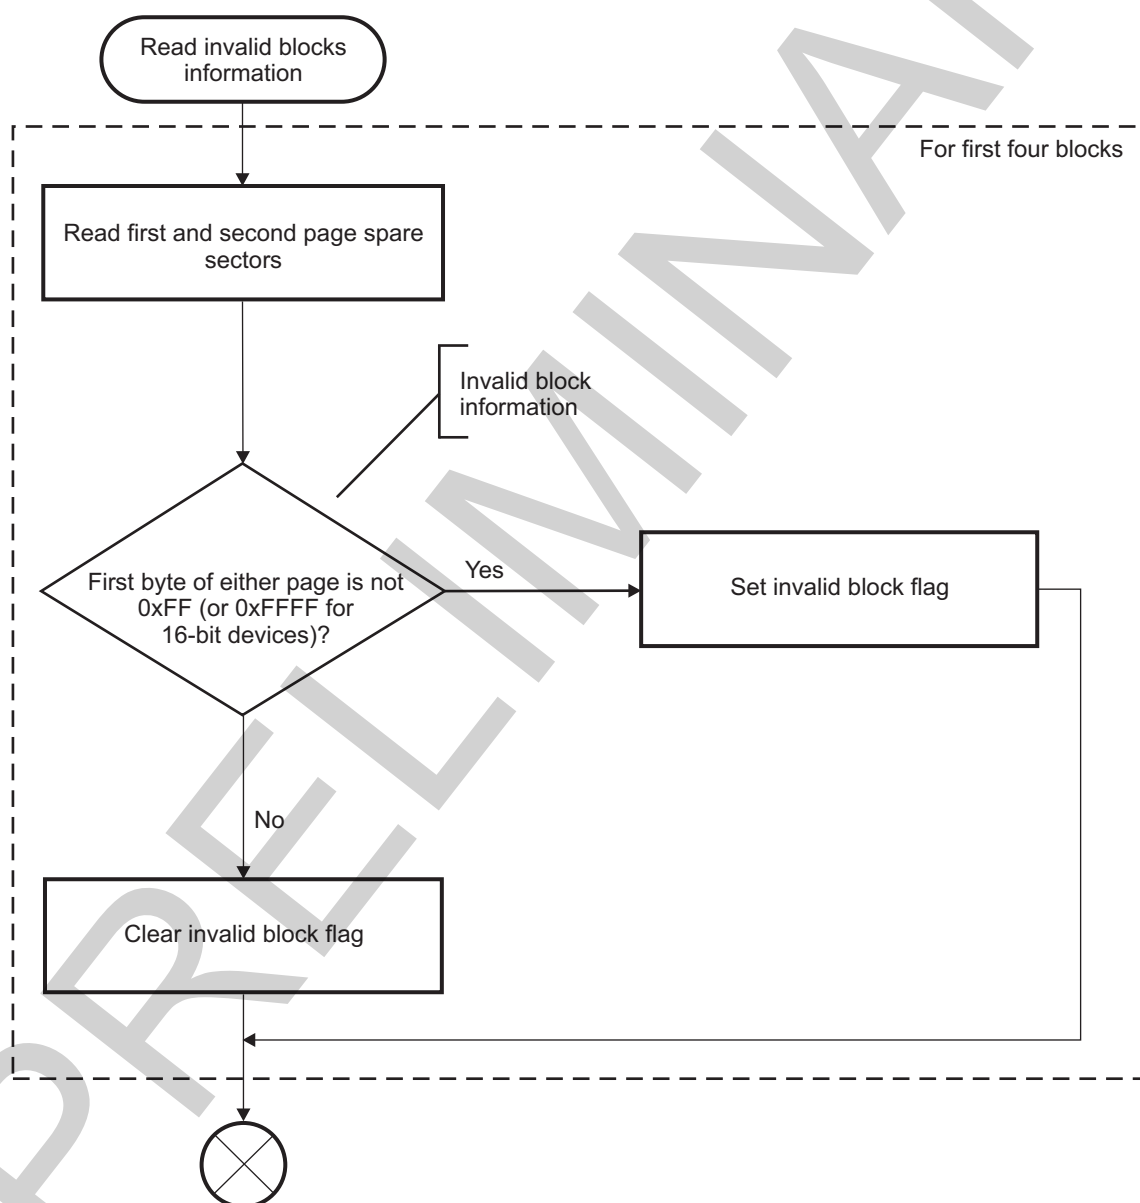 Read invalid blocks
information
For first four blocks
Read first and second page spare
sectors
Invalid block
information
First byte of either page is not
0xFF (or 0xFFFF for
16-bit devices)?
Yes
Set invalid block flag
No
Clear invalid block flag
PRELIMINA